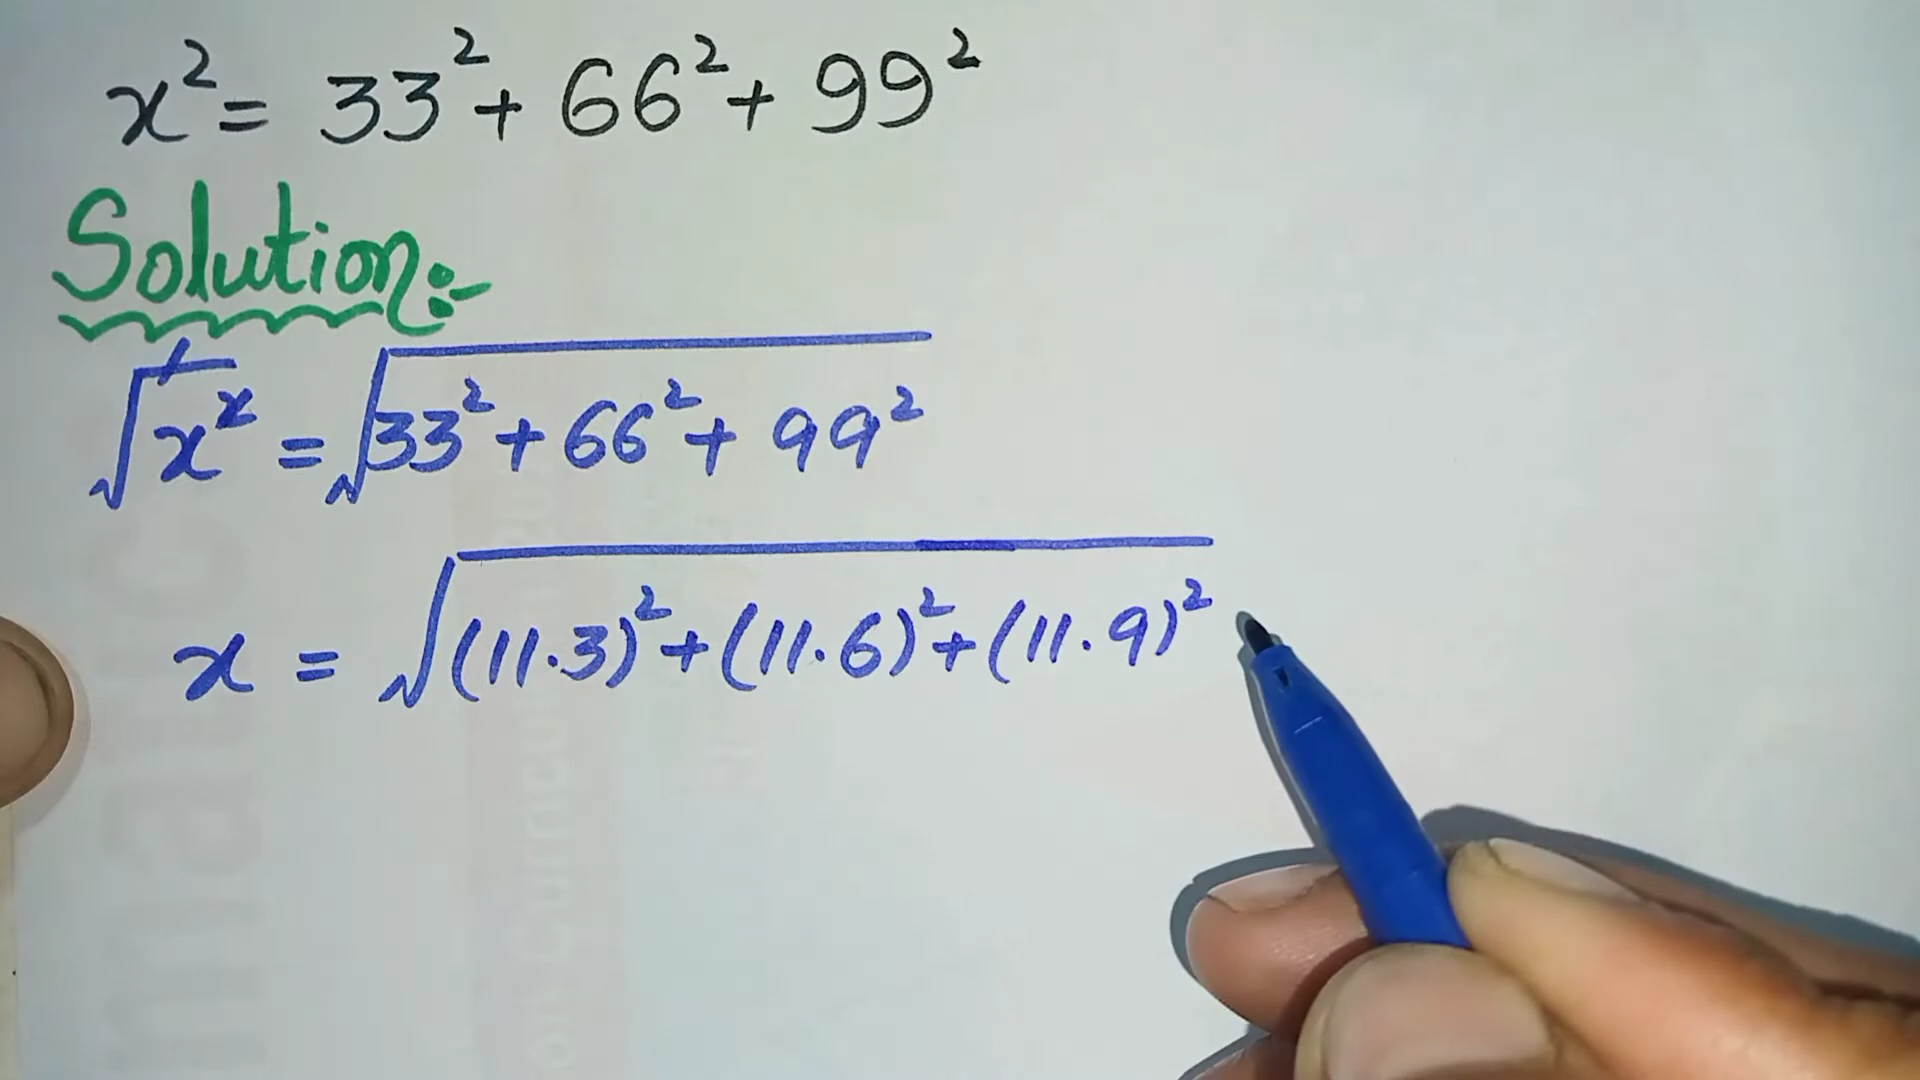 x² = 33² + 66² + 99²
Solution:-
√x² = √33² + 66² + 99²
x = √(11.3)² + (11.6)² + (11.9)²